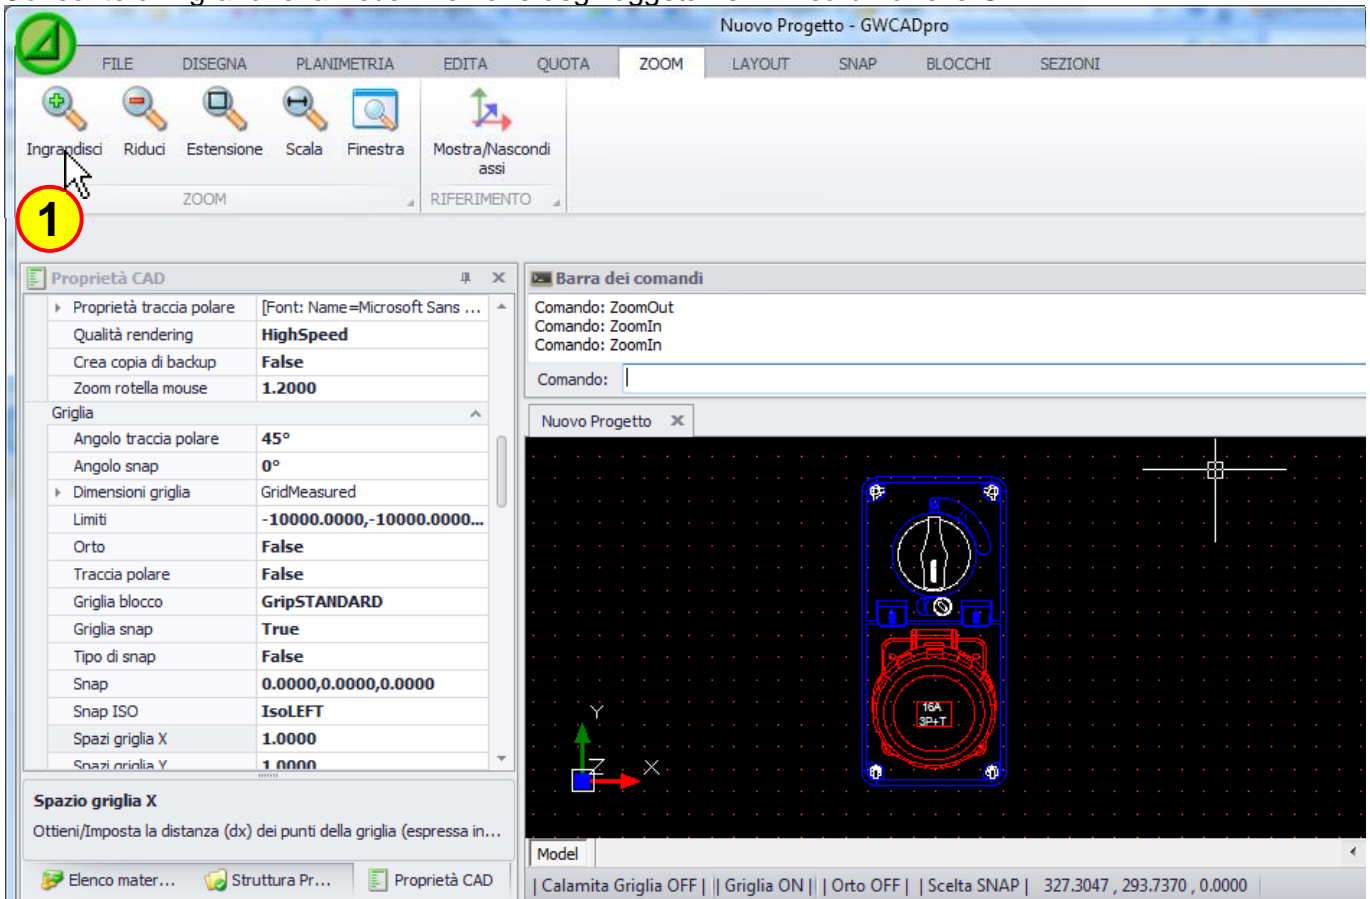 Nuovo Progetto - GWCADpro
FILE DISEGNA PLANIMETRIA EDITA QUOTA ZOOM LAYOUT SNAP BLOCCHI SEZIONI
Ingrandisci Riduci Estensione Scala Finestra Mostra/Nascondi
assi
ZOOM RIFERIMENTO
1
Proprietà CAD
Proprietà traccia polare [Font: Name=Microsoft Sans ...
Qualità rendering HighSpeed
Crea copia di backup False
Zoom rotella mouse 1.2000
Griglia
Angolo traccia polare 45°
Angolo snap 0°
Dimensioni griglia GridMeasured
Limiti -10000.0000,-10000.0000...
Orto False
Traccia polare False
Griglia blocco GripSTANDARD
Griglia snap True
Tipo di snap False
Snap 0.0000,0.0000,0.0000
Snap ISO IsoLEFT
Spazi griglia X 1.0000
Spazi griglia Y 1.0000
Spazio griglia X
Ottieni/Imposta la distanza (dx) dei punti della griglia (espressa in...
Elenco mater... Struttura Pr... Proprietà CAD
Barra dei comandi
Comando: ZoomOut
Comando: ZoomIn
Comando: ZoomIn
Comando:
Nuovo Progetto
16A
3P+T
Y
Z X
Model
| Calamita Griglia OFF | | Griglia ON | | Orto OFF | | Scelta SNAP | 327.3047 , 293.7370 , 0.0000